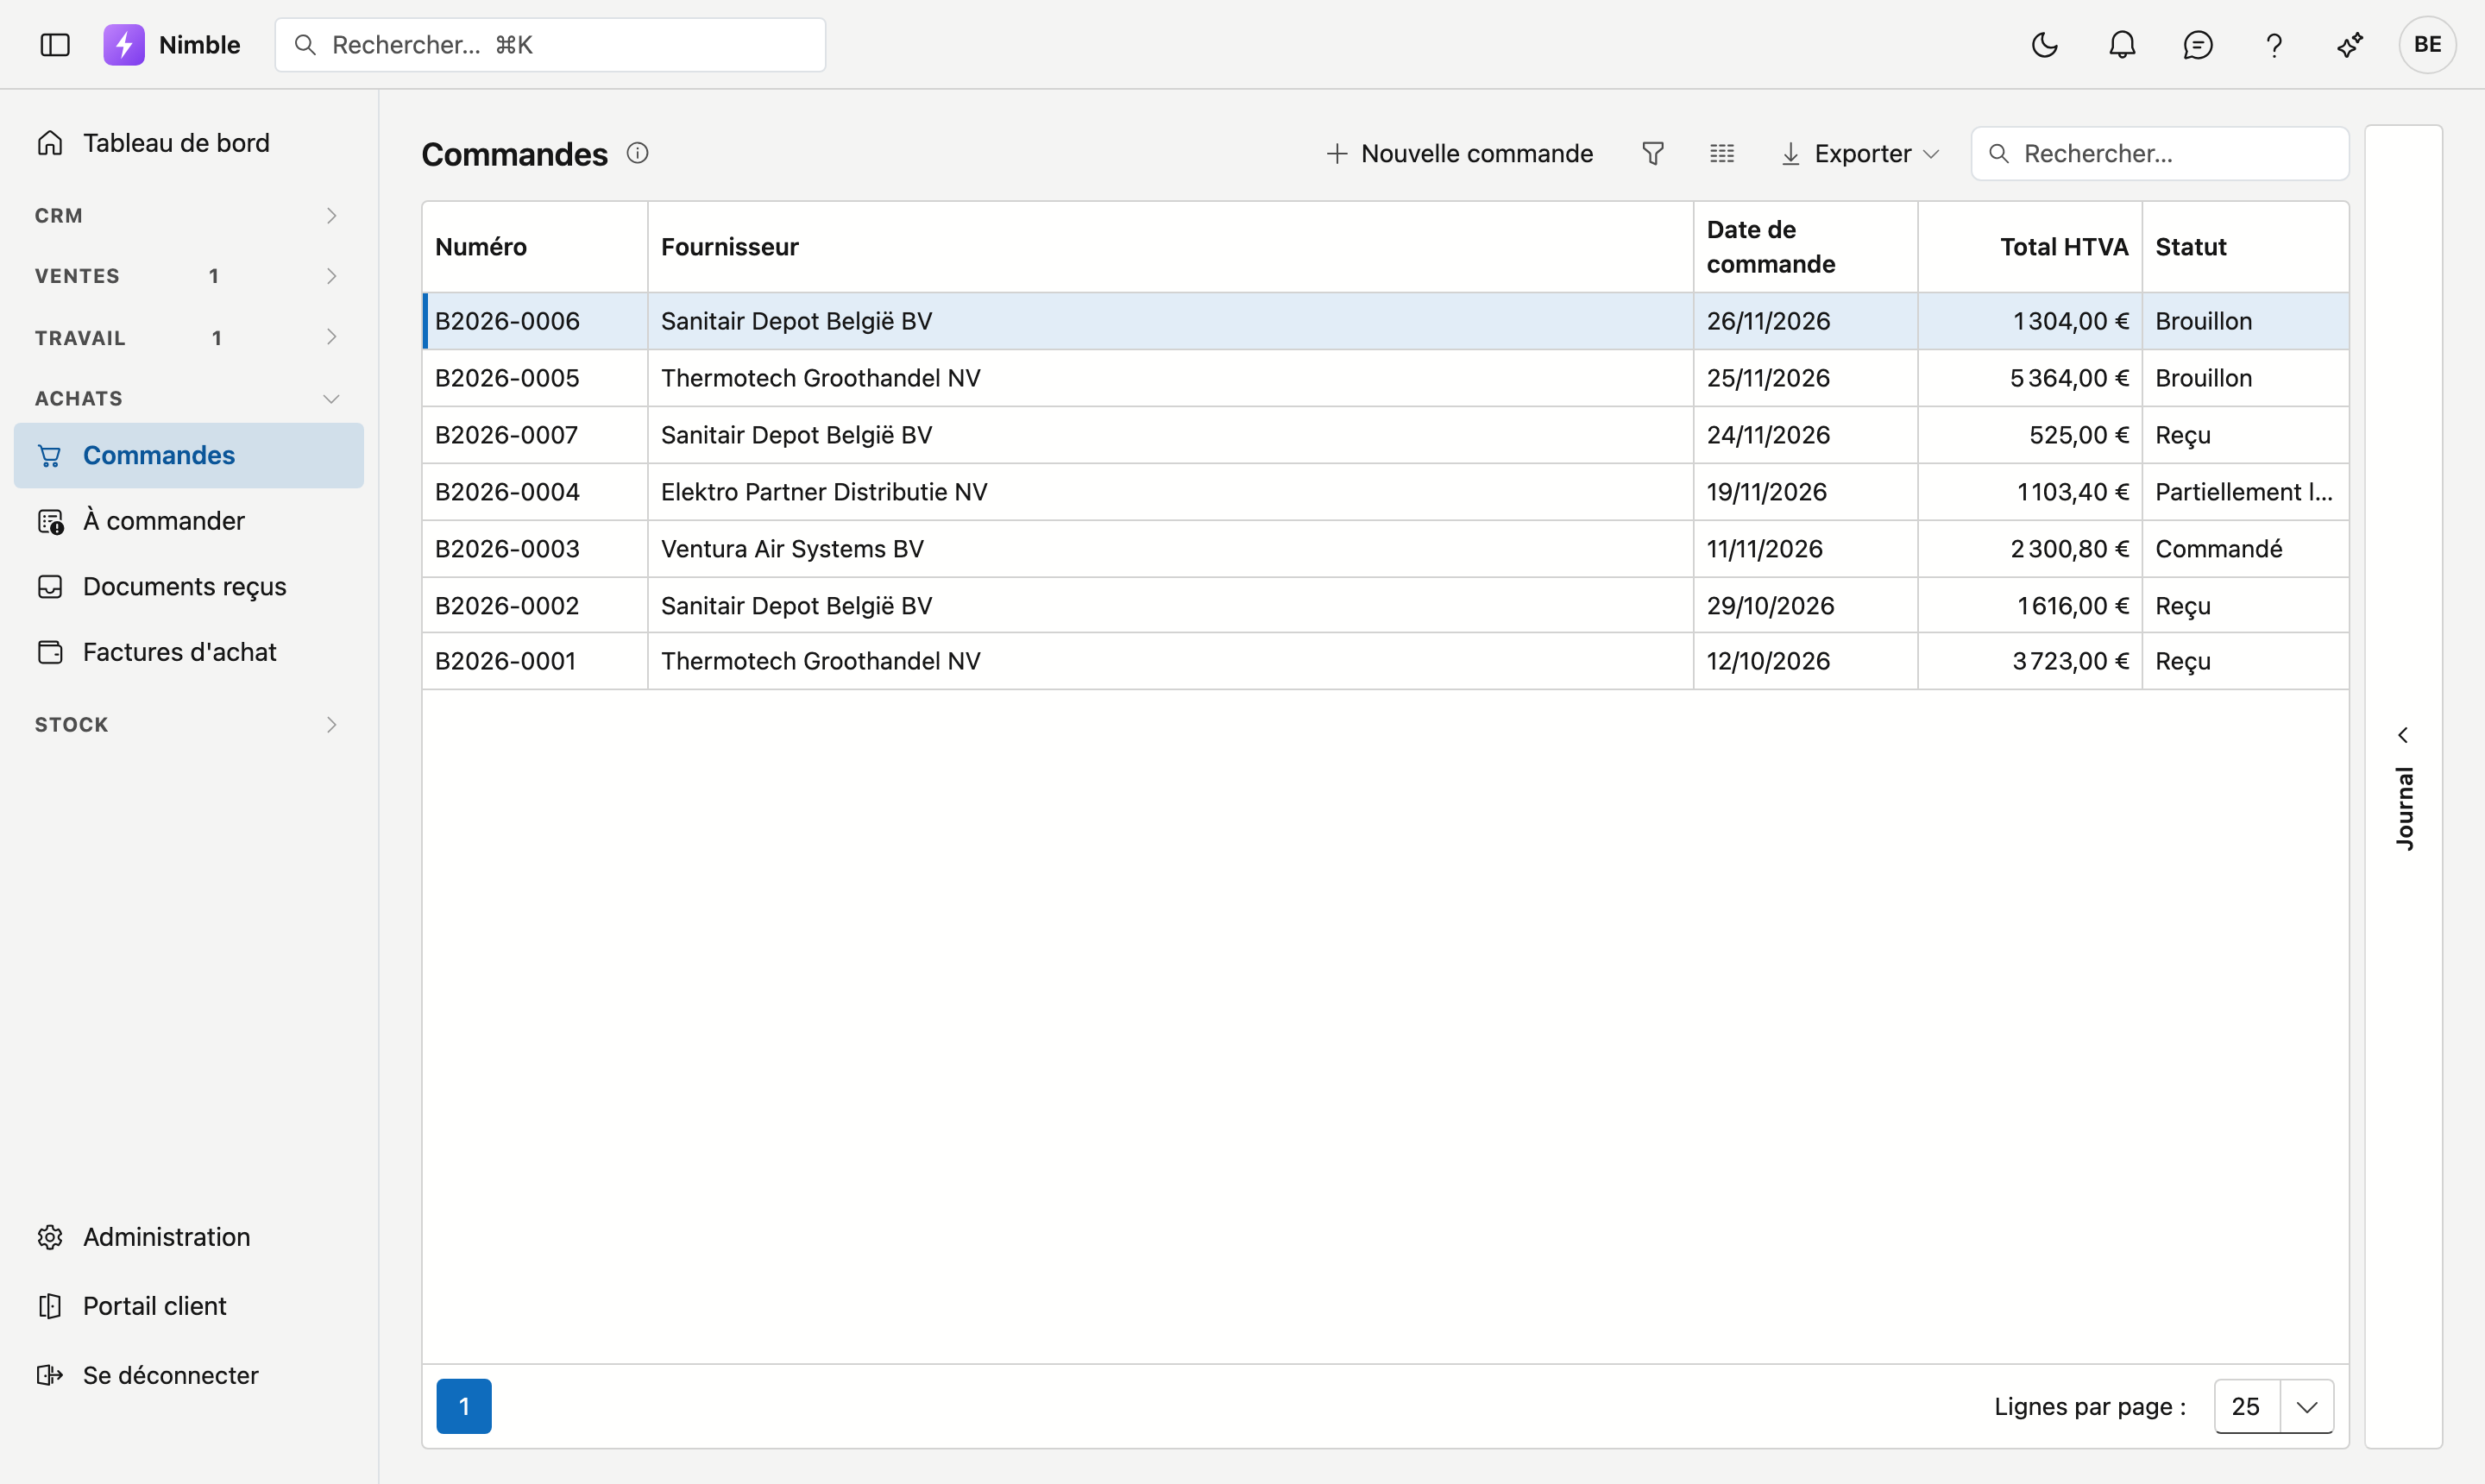 Nimble
Rechercher... ⌘K
BE
Tableau de bord
CRM
VENTES 1
TRAVAIL 1
ACHATS
Commandes
À commander
Documents reçus
Factures d'achat
STOCK
Administration
Portail client
Se déconnecter
Commandes
Nouvelle commande
Exporter
Rechercher...
Numéro Fournisseur Date de commande Total HTVA Statut
B2026-0006 Sanitair Depot België BV 26/11/2026 1 304,00 € Brouillon
B2026-0005 Thermotech Groothandel NV 25/11/2026 5 364,00 € Brouillon
B2026-0007 Sanitair Depot België BV 24/11/2026 525,00 € Reçu
B2026-0004 Elektro Partner Distributie NV 19/11/2026 1 103,40 € Partiellement l...
B2026-0003 Ventura Air Systems BV 11/11/2026 2 300,80 € Commandé
B2026-0002 Sanitair Depot België BV 29/10/2026 1 616,00 € Reçu
B2026-0001 Thermotech Groothandel NV 12/10/2026 3 723,00 € Reçu
1
Lignes par page : 25
Journal